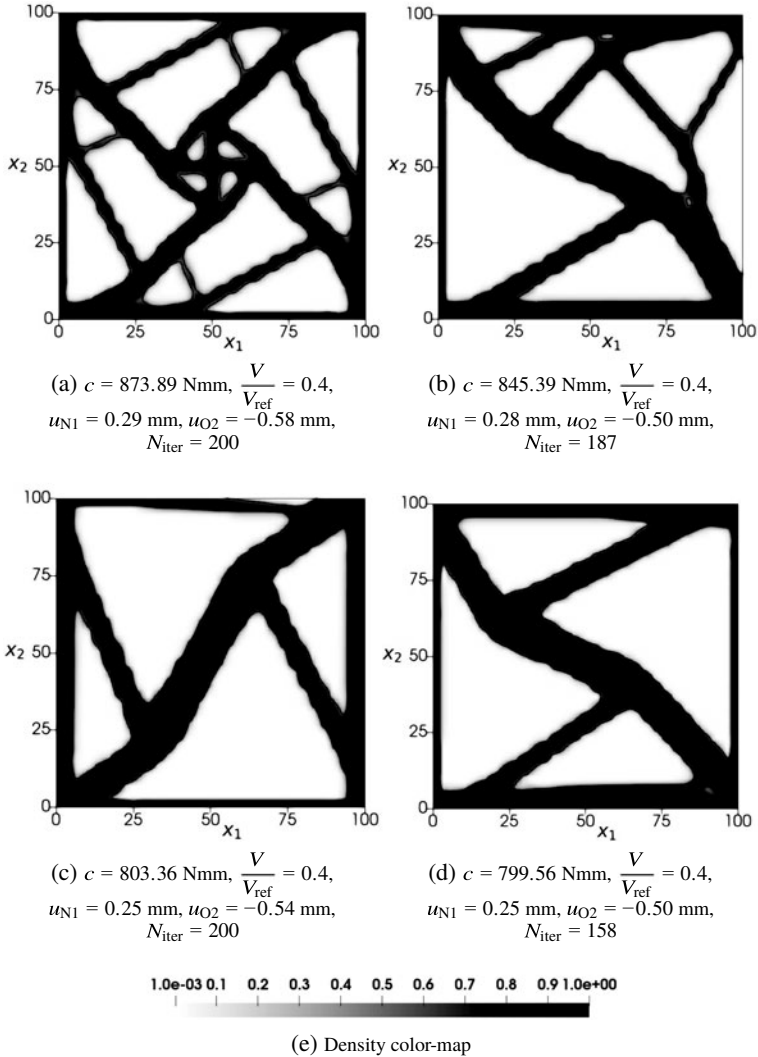 100
75
x2 50
25
0
0 25 50 75 100
x1
(a) c = 873.89 Nmm, V/Vref = 0.4,
uN1 = 0.29 mm, uO2 = −0.58 mm,
Niter = 200
100
75
x2 50
25
0
0 25 50 75 100
x1
(b) c = 845.39 Nmm, V/Vref = 0.4,
uN1 = 0.28 mm, uO2 = −0.50 mm,
Niter = 187
100
75
x2 50
25
0
0 25 50 75 100
x1
(c) c = 803.36 Nmm, V/Vref = 0.4,
uN1 = 0.25 mm, uO2 = −0.54 mm,
Niter = 200
100
75
x2 50
25
0
0 25 50 75 100
x1
(d) c = 799.56 Nmm, V/Vref = 0.4,
uN1 = 0.25 mm, uO2 = −0.50 mm,
Niter = 158
1.0e-03 0.1 0.2 0.3 0.4 0.5 0.6 0.7 0.8 0.9 1.0e+00
(e) Density color-map